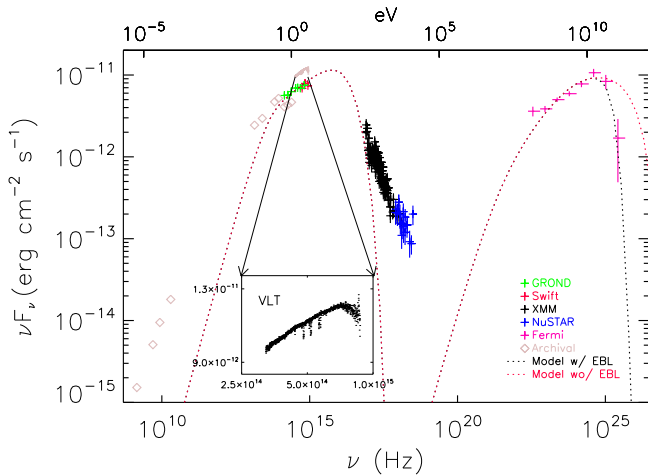 eV
10⁻⁵ 10⁰ 10⁵ 10¹⁰
νFν (erg cm⁻² s⁻¹)
10⁻¹¹
10⁻¹²
10⁻¹³
10⁻¹⁴
10⁻¹⁵
VLT
1.3×10⁻¹¹
9.0×10⁻¹²
2.5×10¹⁴ 5.0×10¹⁴ 1.0×10¹⁵
GROND
Swift
XMM
NuSTAR
Fermi
Archival
Model w/ EBL
Model wo/ EBL
10¹⁰ 10¹⁵ 10²⁰ 10²⁵
ν (Hz)